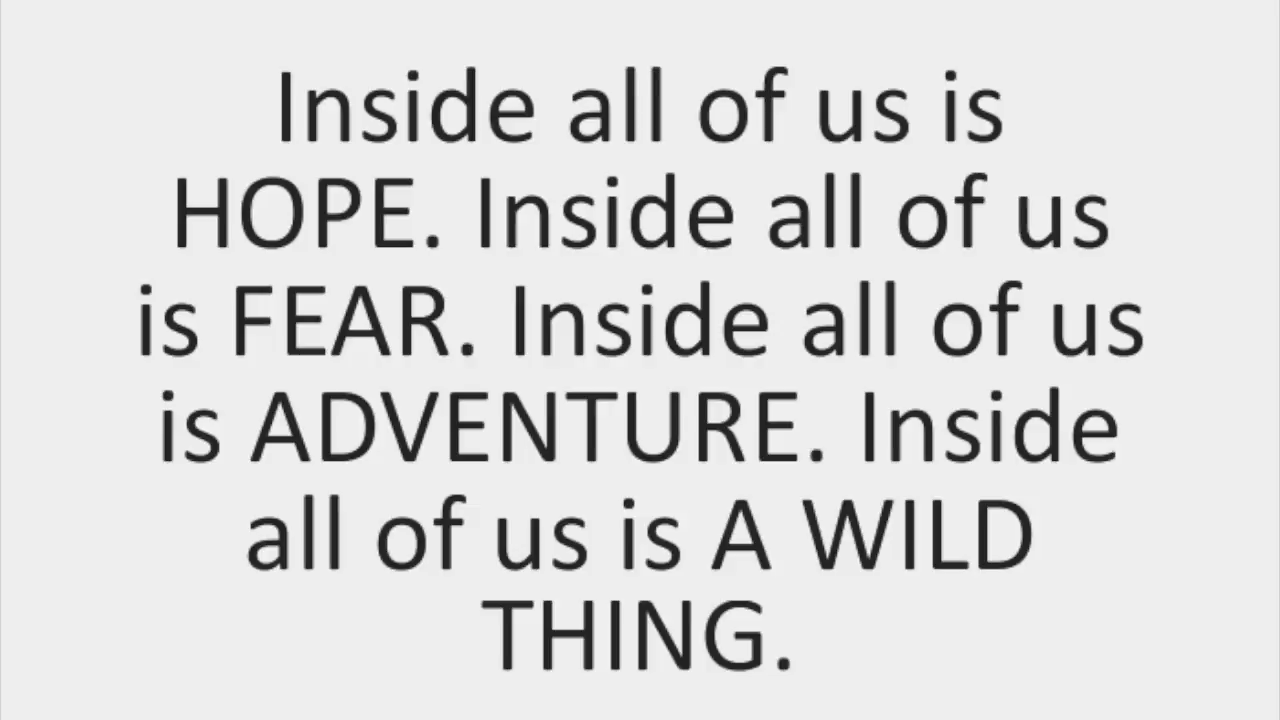 Inside all of us is
HOPE. Inside all of us
is FEAR. Inside all of us
is ADVENTURE. Inside
all of us is A WILD
THING.